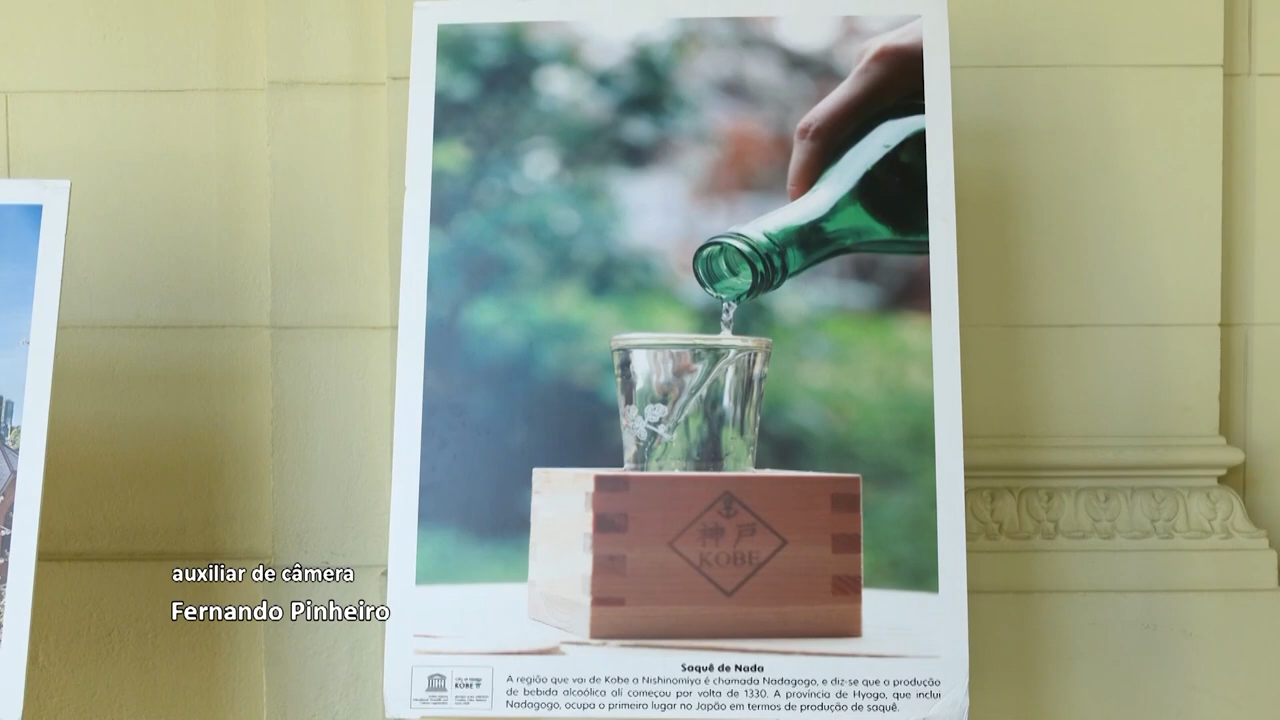 神戸
KOBE
auxiliar de câmera
Fernando Pinheiro
Saquê de Nada
A região que vai de Kobe a Nishinomiya é chamada Nadagogo, e diz-se que a produção
de bebida alcoólica ali começou por volta de 1330. A província de Hyogo, que inclui
Nadagogo, ocupa o primeiro lugar no Japão em termos de produção de saquê.
KOBE